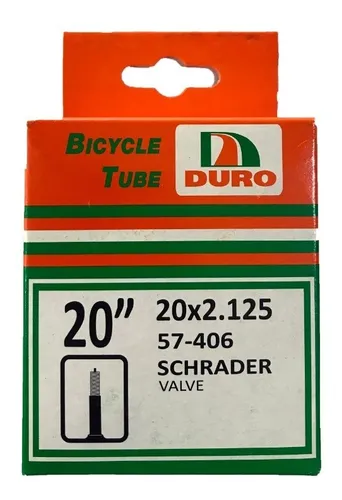 BICYCLE
TUBE
DURO
20"
20x2.125
57-406
SCHRADER
VALVE